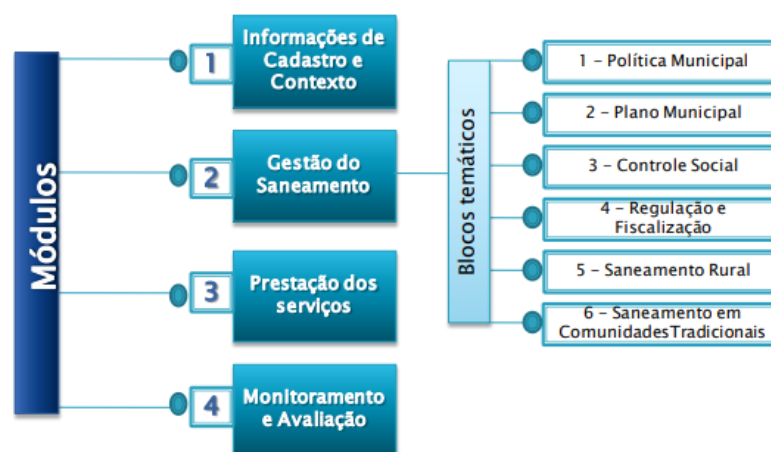 Módulos
1
Informações de
Cadastro e
Contexto
2
Gestão do
Saneamento
3
Prestação dos
serviços
4
Monitoramento
e Avaliação
Blocos temáticos
1 – Política Municipal
2 – Plano Municipal
3 – Controle Social
4 – Regulação e
Fiscalização
5 – Saneamento Rural
6 – Saneamento em
ComunidadesTradicionais